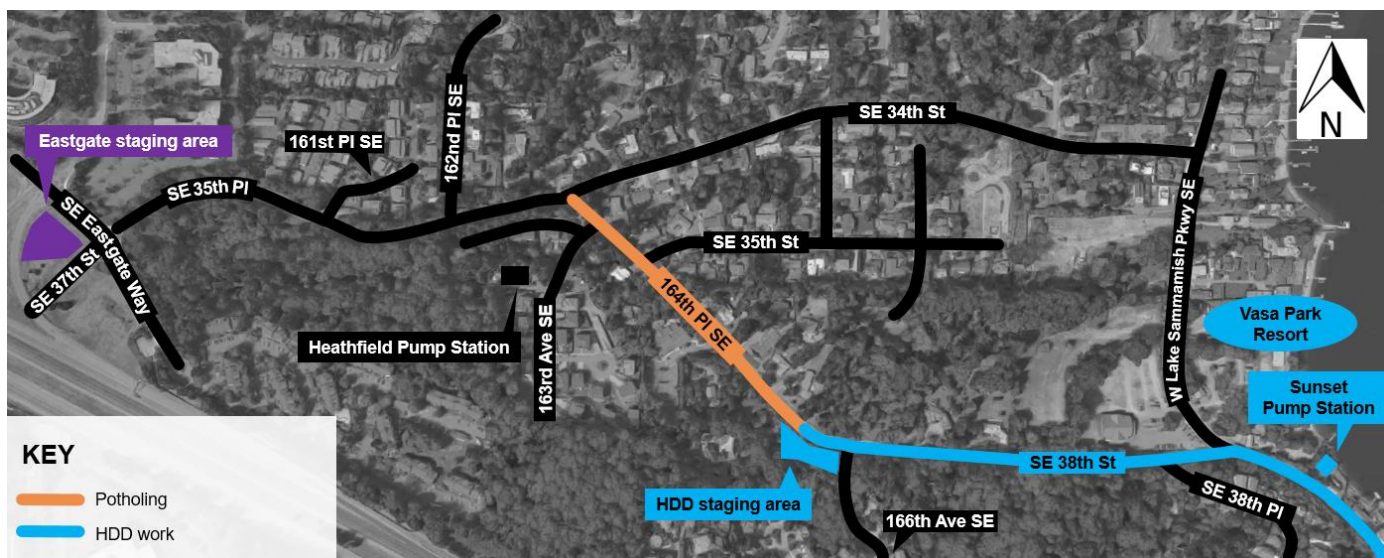 Eastgate staging area
161st Pl SE
162nd Pl SE
SE 34th St
N
SE 35th Pl
SE Eastgate Way
SE 37th St
SE 35th St
164th Pl SE
Heathfield Pump Station
163rd Ave SE
W Lake Sammamish Pkwy SE
Vasa Park
Resort
Sunset
Pump Station
SE 38th St
HDD staging area
SE 38th Pl
166th Ave SE
KEY
Potholing
HDD work